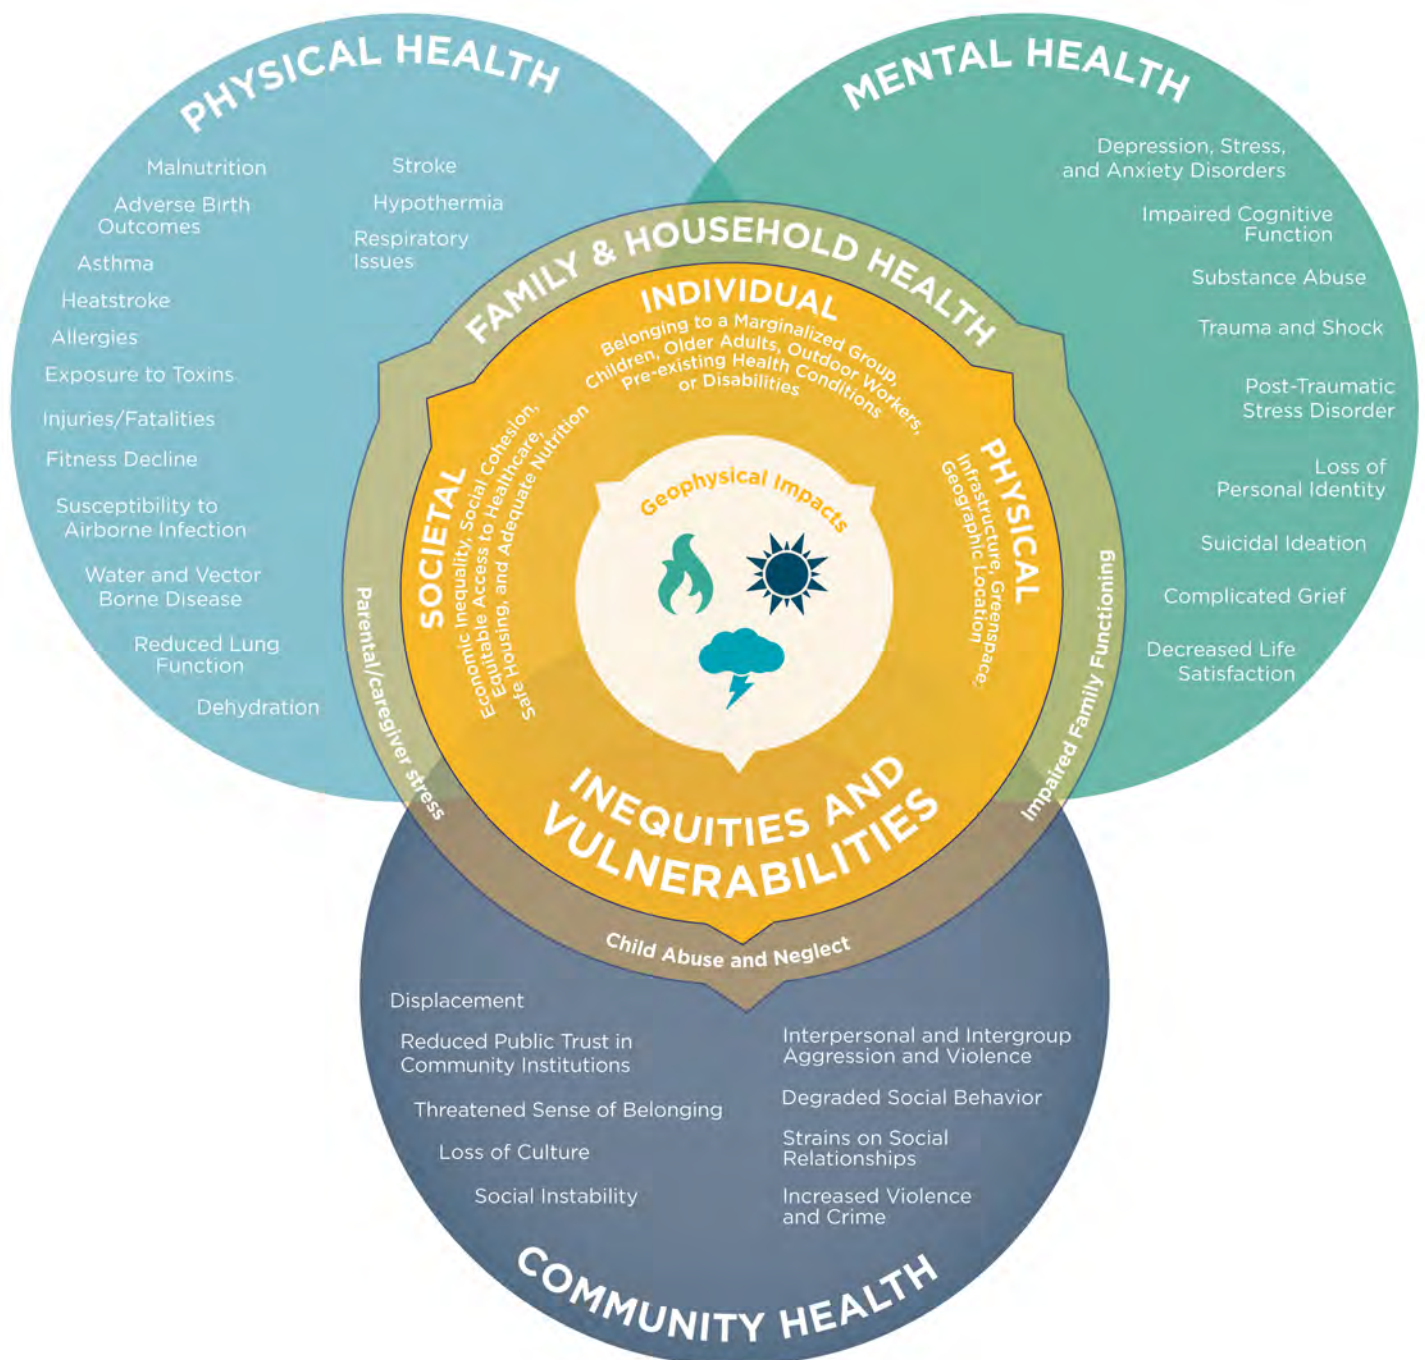 PHYSICAL HEALTH
Malnutrition
Adverse Birth
Outcomes
Asthma
Heatstroke
Allergies
Exposure to Toxins
Injuries/Fatalities
Fitness Decline
Susceptibility to
Airborne Infection
Water and Vector
Borne Disease
Reduced Lung
Function
Dehydration
Stroke
Hypothermia
Respiratory
Issues
MENTAL HEALTH
Depression, Stress,
and Anxiety Disorders
Impaired Cognitive
Function
Substance Abuse
Trauma and Shock
Post-Traumatic
Stress Disorder
Loss of
Personal Identity
Suicidal Ideation
Complicated Grief
Decreased Life
Satisfaction
FAMILY & HOUSEHOLD HEALTH
Parental/caregiver stress
Impaired Family Functioning
Child Abuse and Neglect
INDIVIDUAL
Belonging to a Marginalized Group,
Children, Older Adults, Outdoor Workers,
Pre-existing Health Conditions
or Disabilities
SOCIETAL
Economic Inequality, Social Cohesion,
Equitable Access to Healthcare,
Safe Housing, and Adequate Nutrition
PHYSICAL
Infrastructure, Greenspace,
Geographic Location
Geophysical Impacts
INEQUITIES AND
VULNERABILITIES
Displacement
Reduced Public Trust in
Community Institutions
Threatened Sense of Belonging
Loss of Culture
Social Instability
Interpersonal and Intergroup
Aggression and Violence
Degraded Social Behavior
Strains on Social
Relationships
Increased Violence
and Crime
COMMUNITY HEALTH